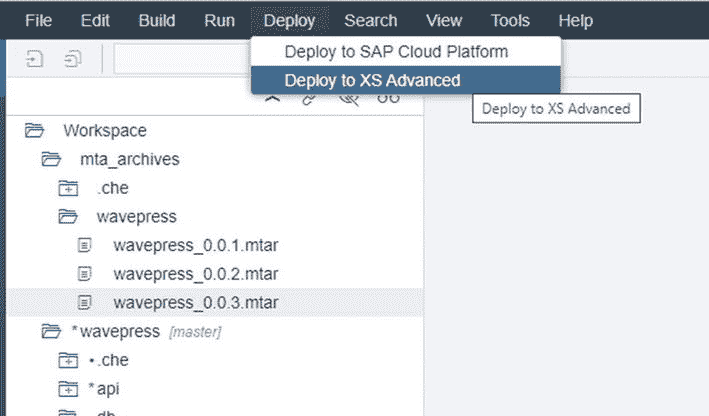 File Edit Build Run Deploy Search View Tools Help
Deploy to SAP Cloud Platform
Deploy to XS Advanced
Deploy to XS Advanced
Workspace
mta_archives
.che
wavepress
wavepress_0.0.1.mtar
wavepress_0.0.2.mtar
wavepress_0.0.3.mtar
*wavepress [master]
•.che
*api
db